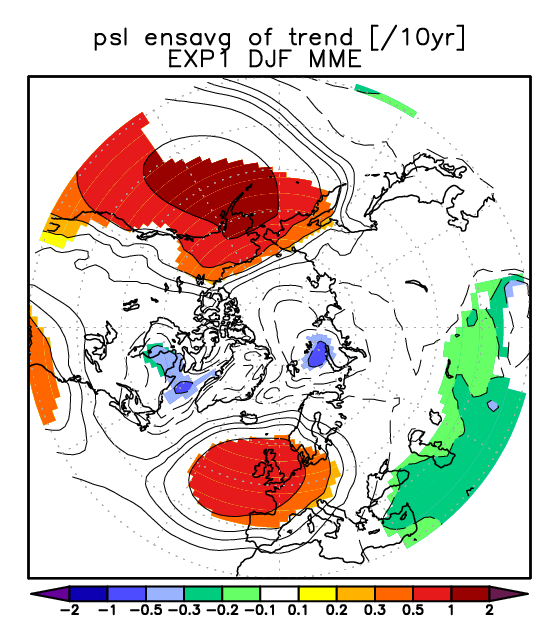 psl ensavg of trend [/10yr]
EXP1 DJF MME
-2 -1 -0.5 -0.3 -0.2 -0.1 0.1 0.2 0.3 0.5 1 2